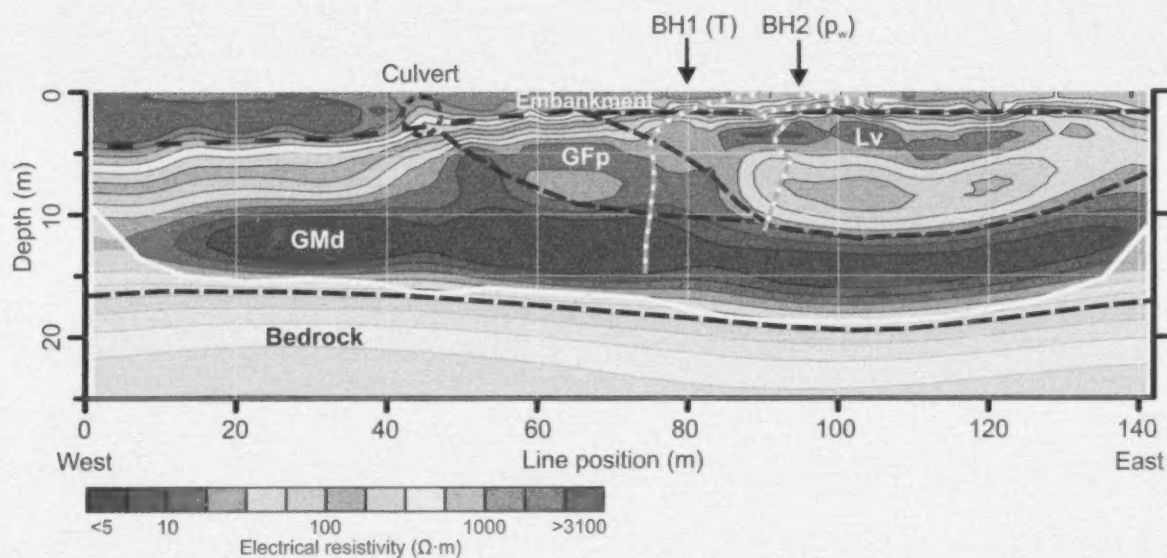 BH1 (T) BH2 (pw)
Culvert
0 Embankment
Lv
GFp
Depth (m)
10
GMd
20
Bedrock
0 20 40 60 80 100 120 140
West Line position (m) East
<5 10 100 1000 >3100
Electrical resistivity (Ω·m)